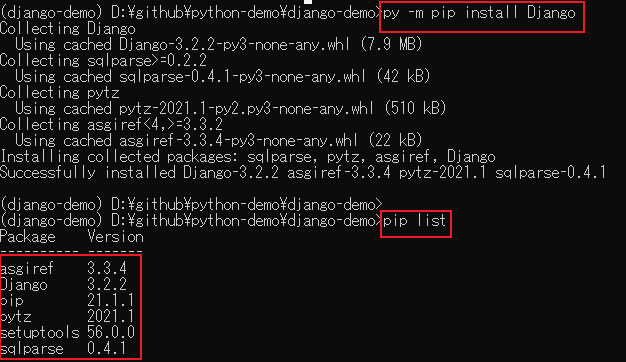 (django-demo) D:¥github¥python-demo¥django-demo>py -m pip install Django
Collecting Django
  Using cached Django-3.2.2-py3-none-any.whl (7.9 MB)
Collecting sqlparse>=0.2.2
  Using cached sqlparse-0.4.1-py3-none-any.whl (42 kB)
Collecting pytz
  Using cached pytz-2021.1-py2.py3-none-any.whl (510 kB)
Collecting asgiref<4,>=3.3.2
  Using cached asgiref-3.3.4-py3-none-any.whl (22 kB)
Installing collected packages: sqlparse, pytz, asgiref, Django
Successfully installed Django-3.2.2 asgiref-3.3.4 pytz-2021.1 sqlparse-0.4.1
(django-demo) D:¥github¥python-demo¥django-demo>
(django-demo) D:¥github¥python-demo¥django-demo>pip list
Package    Version
---------- -------
asgiref    3.3.4
Django     3.2.2
pip        21.1.1
pytz       2021.1
setuptools 56.0.0
sqlparse   0.4.1